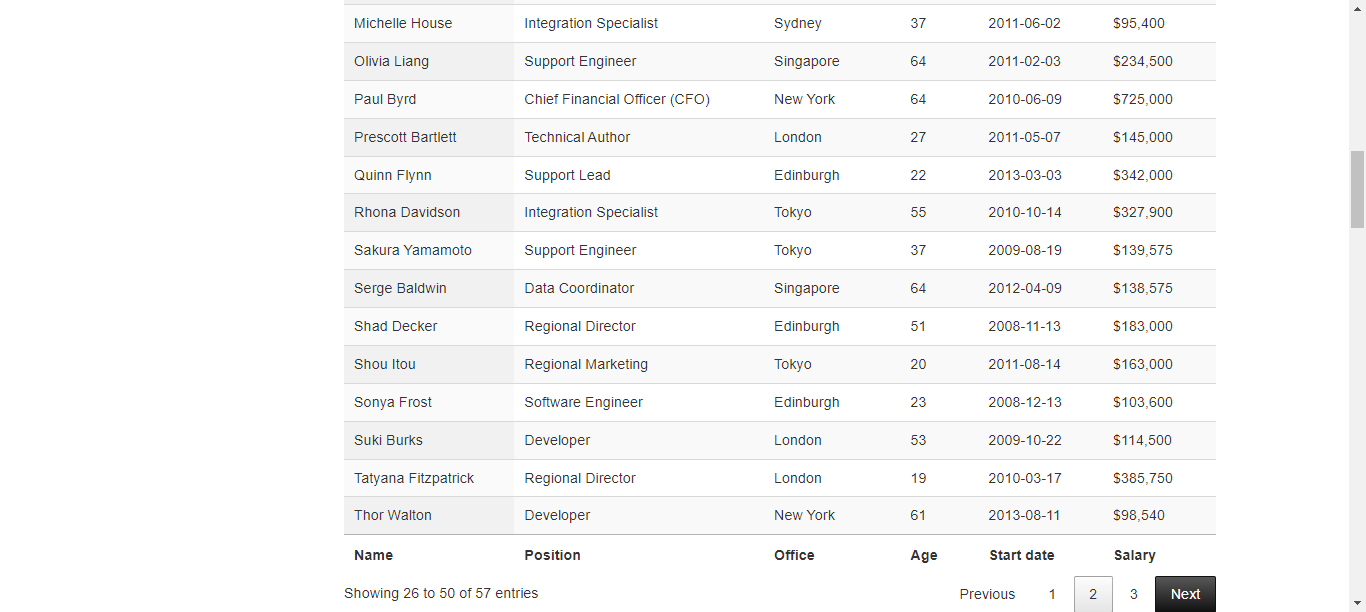 Michelle House Integration Specialist Sydney 37 2011-06-02 $95,400
Olivia Liang Support Engineer Singapore 64 2011-02-03 $234,500
Paul Byrd Chief Financial Officer (CFO) New York 64 2010-06-09 $725,000
Prescott Bartlett Technical Author London 27 2011-05-07 $145,000
Quinn Flynn Support Lead Edinburgh 22 2013-03-03 $342,000
Rhona Davidson Integration Specialist Tokyo 55 2010-10-14 $327,900
Sakura Yamamoto Support Engineer Tokyo 37 2009-08-19 $139,575
Serge Baldwin Data Coordinator Singapore 64 2012-04-09 $138,575
Shad Decker Regional Director Edinburgh 51 2008-11-13 $183,000
Shou Itou Regional Marketing Tokyo 20 2011-08-14 $163,000
Sonya Frost Software Engineer Edinburgh 23 2008-12-13 $103,600
Suki Burks Developer London 53 2009-10-22 $114,500
Tatyana Fitzpatrick Regional Director London 19 2010-03-17 $385,750
Thor Walton Developer New York 61 2013-08-11 $98,540
Name Position Office Age Start date Salary
Showing 26 to 50 of 57 entries Previous 1 2 3 Next